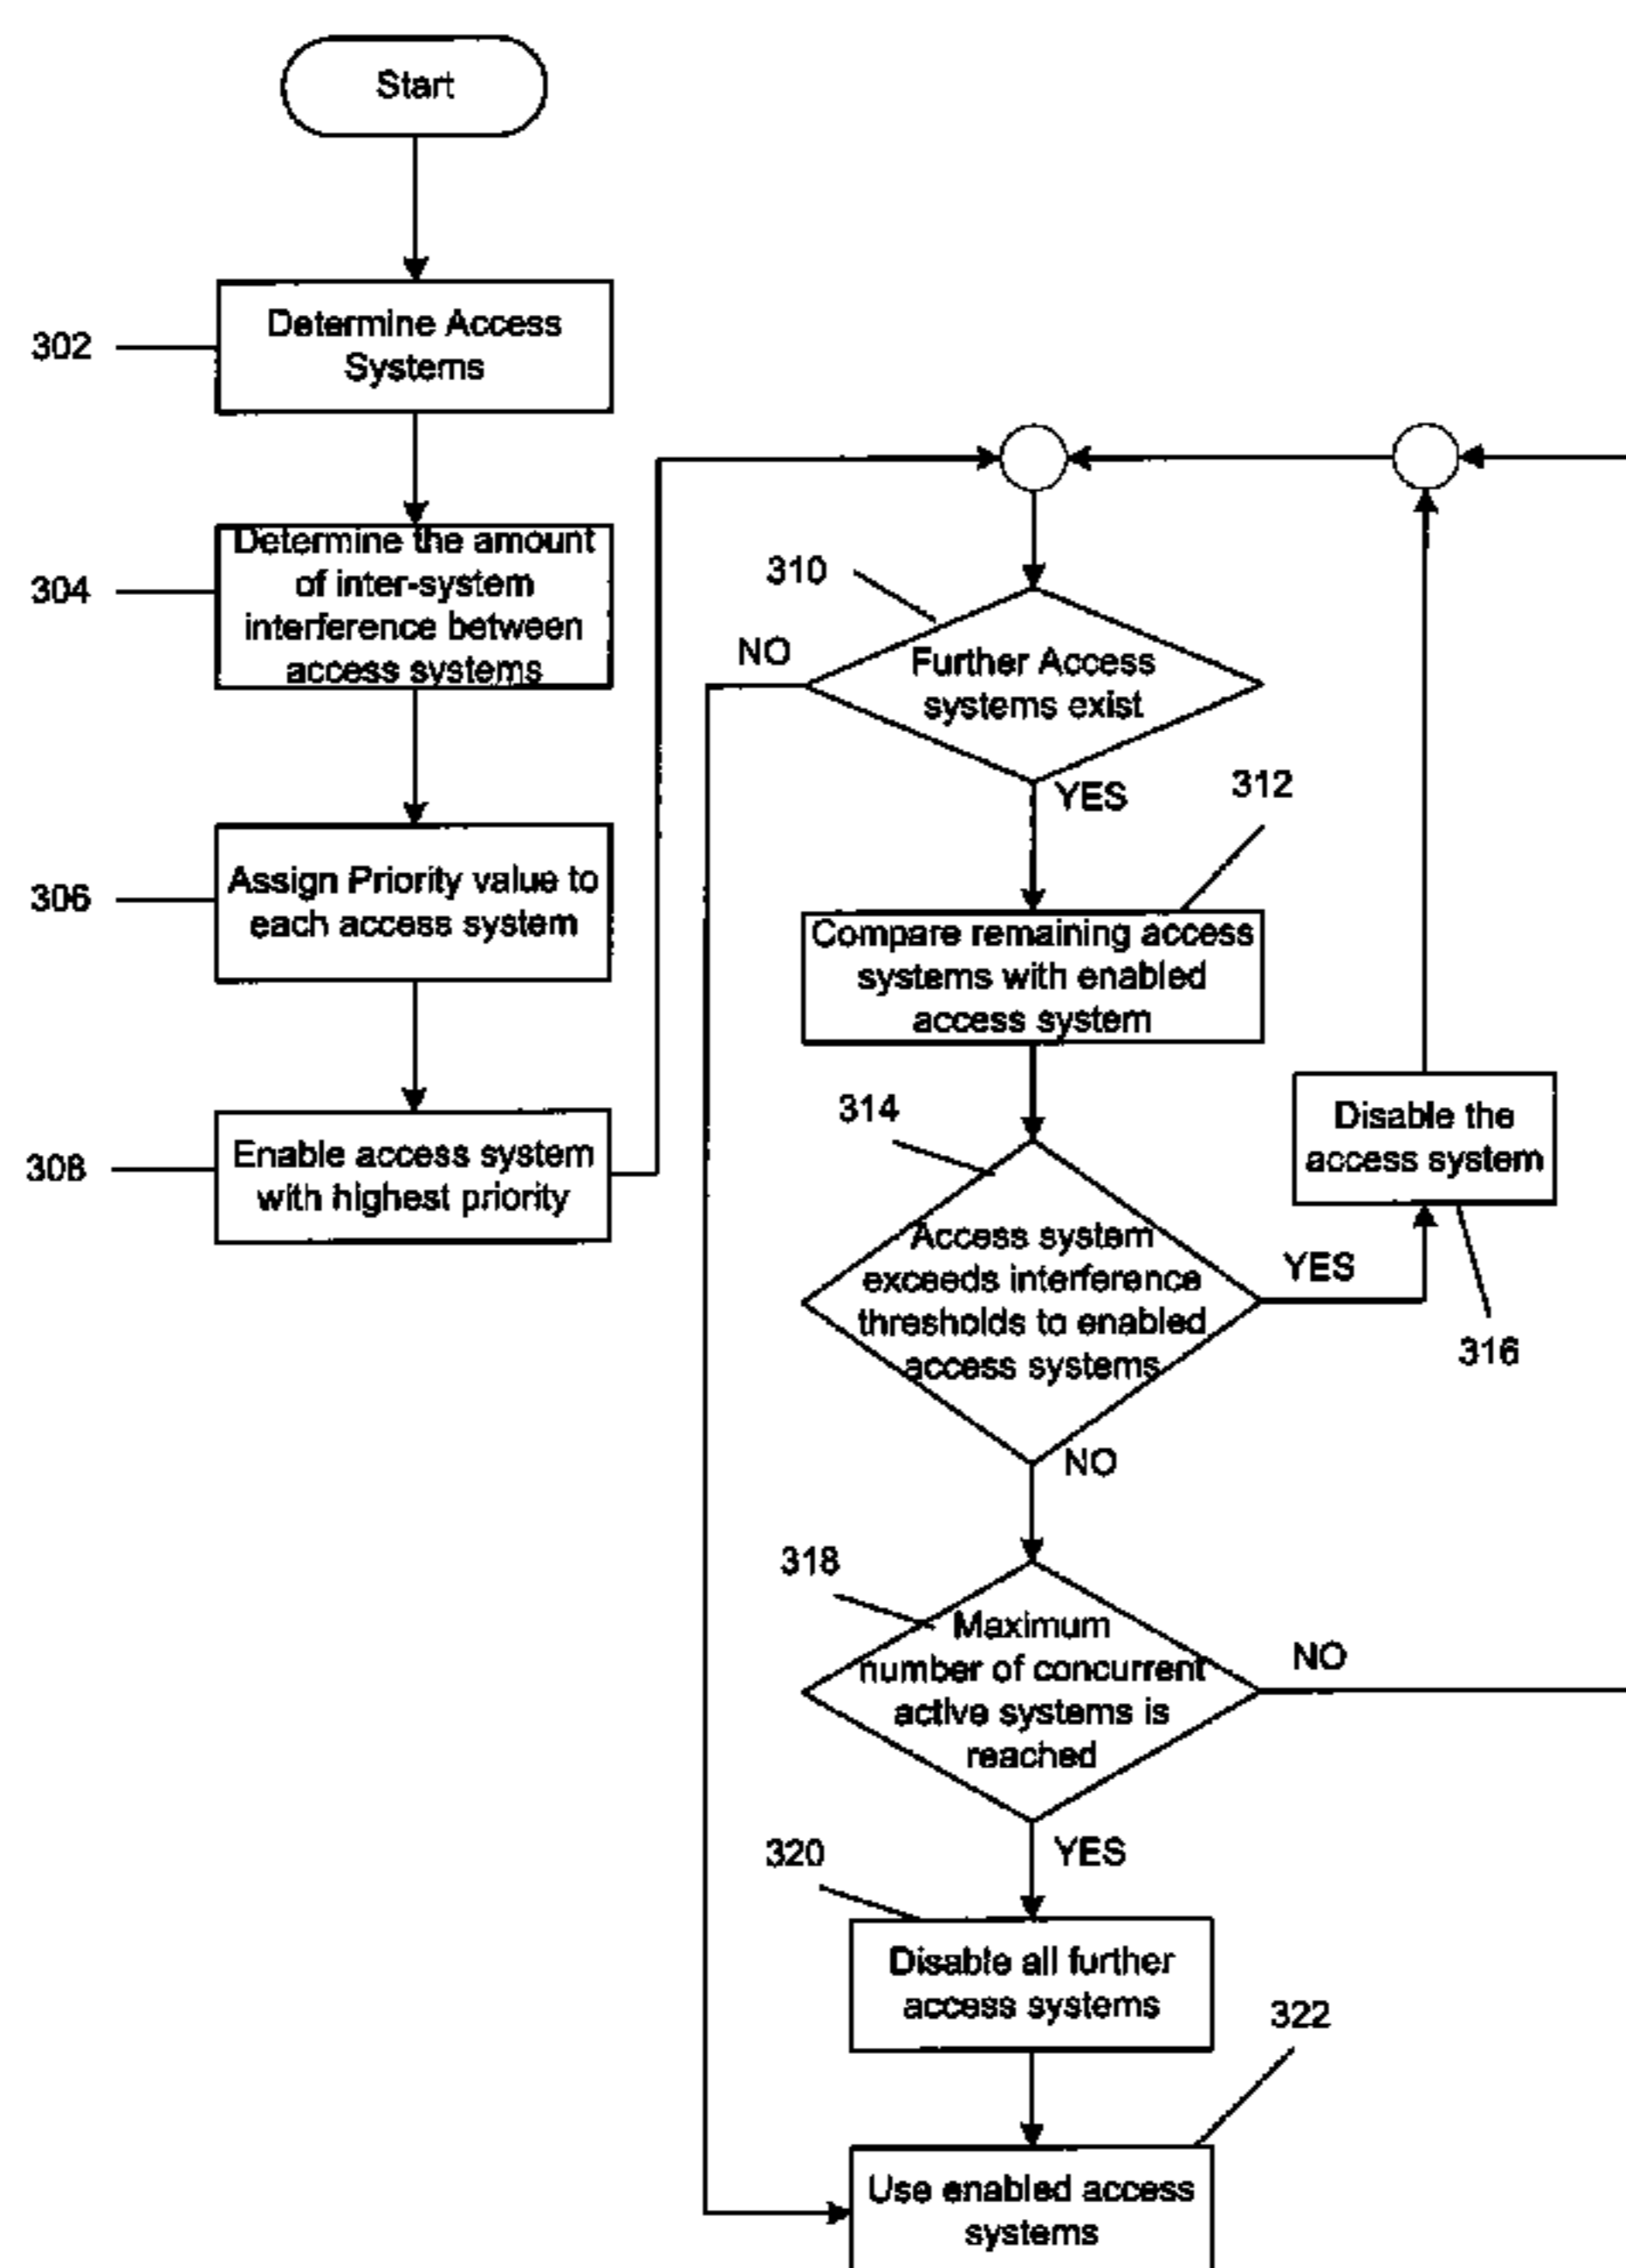 Start
302
Determine Access
Systems
304
Determine the amount
of inter-system
interference between
access systems
306
Assign Priority value to
each access system
308
Enable access system
with highest priority
310
NO
Further Access
systems exist
YES
312
Compare remaining access
systems with enabled
access system
314
Access system
exceeds interference
thresholds to enabled
access systems
YES
Disable the
access system
316
NO
318
Maximum
number of concurrent
active systems is
reached
NO
YES
320
Disable all further
access systems
322
Use enabled access
systems